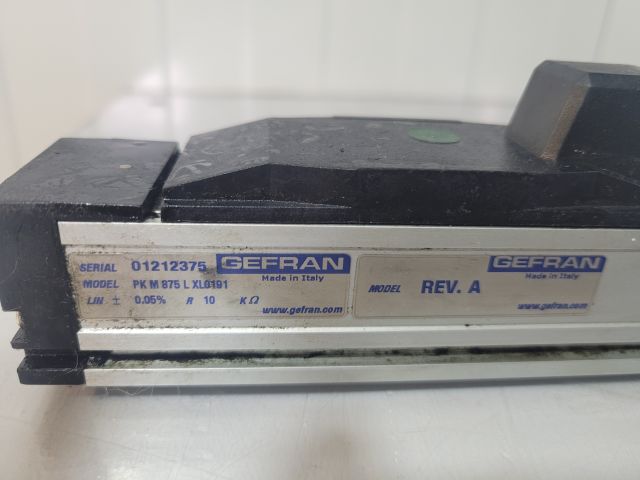 SERIAL 01212375 GEFRAN
Made in Italy
MODEL PK M 875 L XL0191
LIN ± 0.05% R 10 KΩ
www.gefran.com
GEFRAN
Made in Italy
MODEL REV. A
www.gefran.com